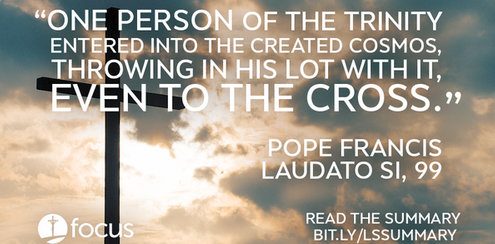 “ONE PERSON OF THE TRINITY
ENTERED INTO THE CREATED COSMOS,
THROWING IN HIS LOT WITH IT,
EVEN TO THE CROSS.”
POPE FRANCIS
LAUDATO SI, 99
focus
READ THE SUMMARY
BIT.LY/LSSUMMARY